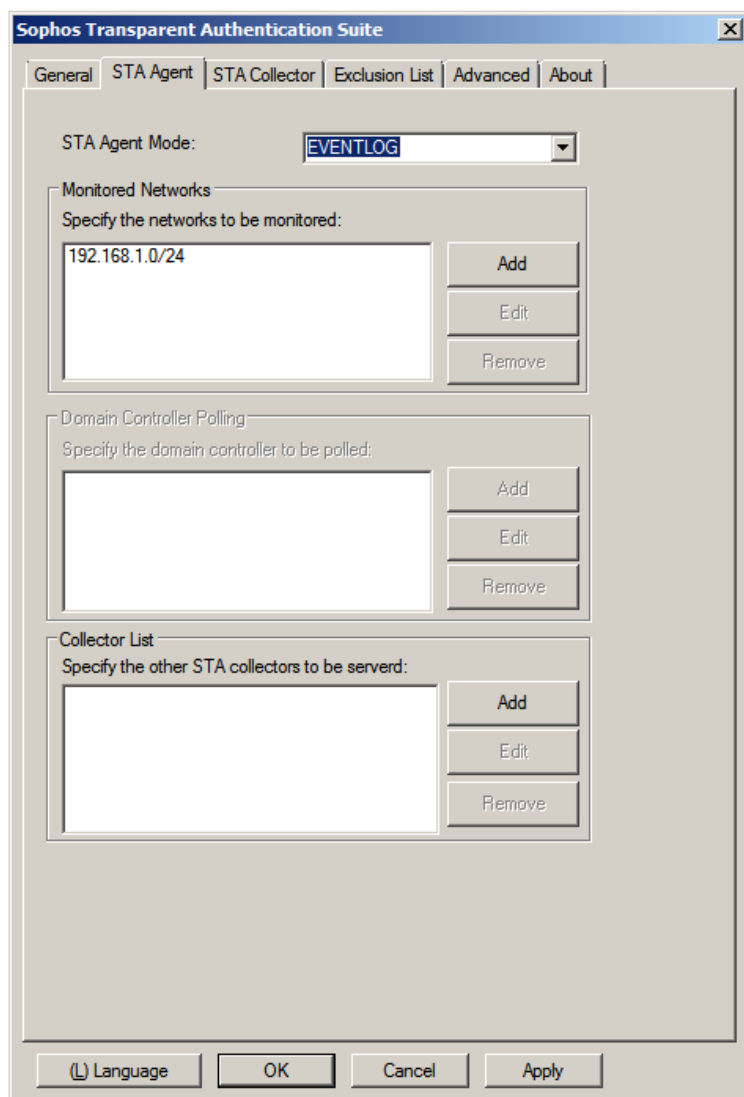 Sophos Transparent Authentication Suite
General STA Agent STA Collector Exclusion List Advanced About
STA Agent Mode: EVENTLOG
Monitored Networks
Specify the networks to be monitored:
192.168.1.0/24
Add
Edit
Remove
Domain Controller Polling
Specify the domain controller to be polled:
Add
Edit
Remove
Collector List
Specify the other STA collectors to be serverd:
Add
Edit
Remove
(L) Language OK Cancel Apply